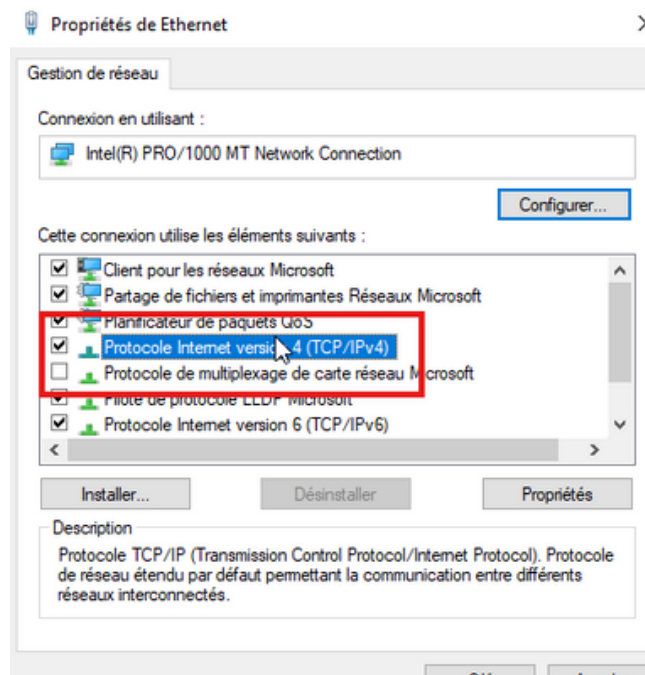 Propriétés de Ethernet
Gestion de réseau
Connexion en utilisant :
Intel(R) PRO/1000 MT Network Connection
Configurer...
Cette connexion utilise les éléments suivants :
Client pour les réseaux Microsoft
Partage de fichiers et imprimantes Réseaux Microsoft
Planificateur de paquets QoS
Protocole Internet version 4 (TCP/IPv4)
Protocole de multiplexage de carte réseau Microsoft
Pilote de protocole LLDP Microsoft
Protocole Internet version 6 (TCP/IPv6)
Installer... Désinstaller Propriétés
Description
Protocole TCP/IP (Transmission Control Protocol/Internet Protocol). Protocole
de réseau étendu par défaut permettant la communication entre différents
réseaux interconnectés.